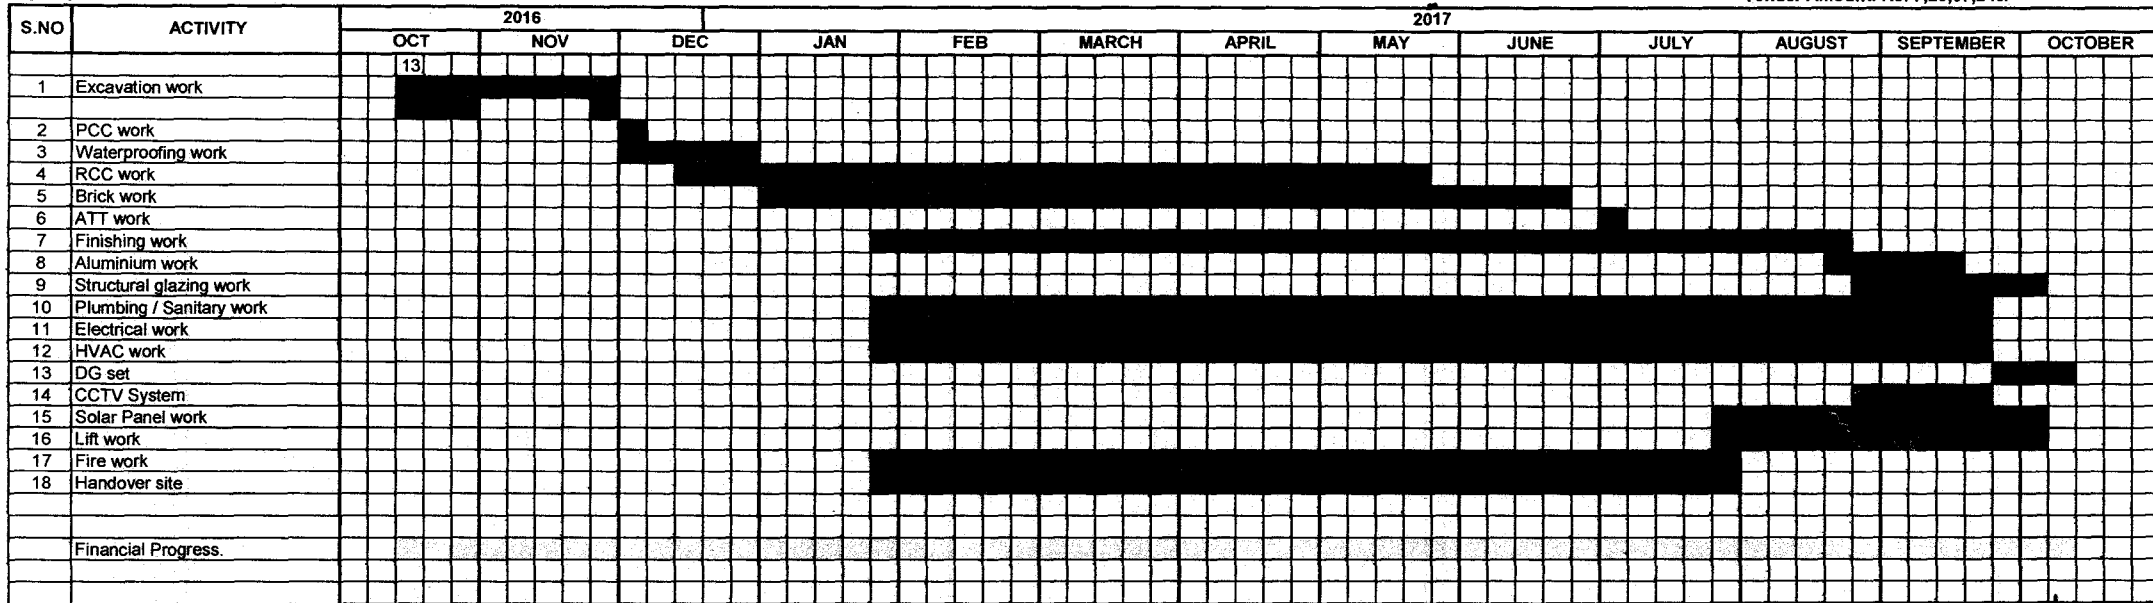 S.NO ACTIVITY 2016 2017
OCT NOV DEC JAN FEB MARCH APRIL MAY JUNE JULY AUGUST SEPTEMBER OCTOBER
13
1 Excavation work
2 PCC work
3 Waterproofing work
4 RCC work
5 Brick work
6 ATT work
7 Finishing work
8 Aluminium work
9 Structural glazing work
10 Plumbing / Sanitary work
11 Electrical work
12 HVAC work
13 DG set
14 CCTV System
15 Solar Panel work
16 Lift work
17 Fire work
18 Handover site
Financial Progress.